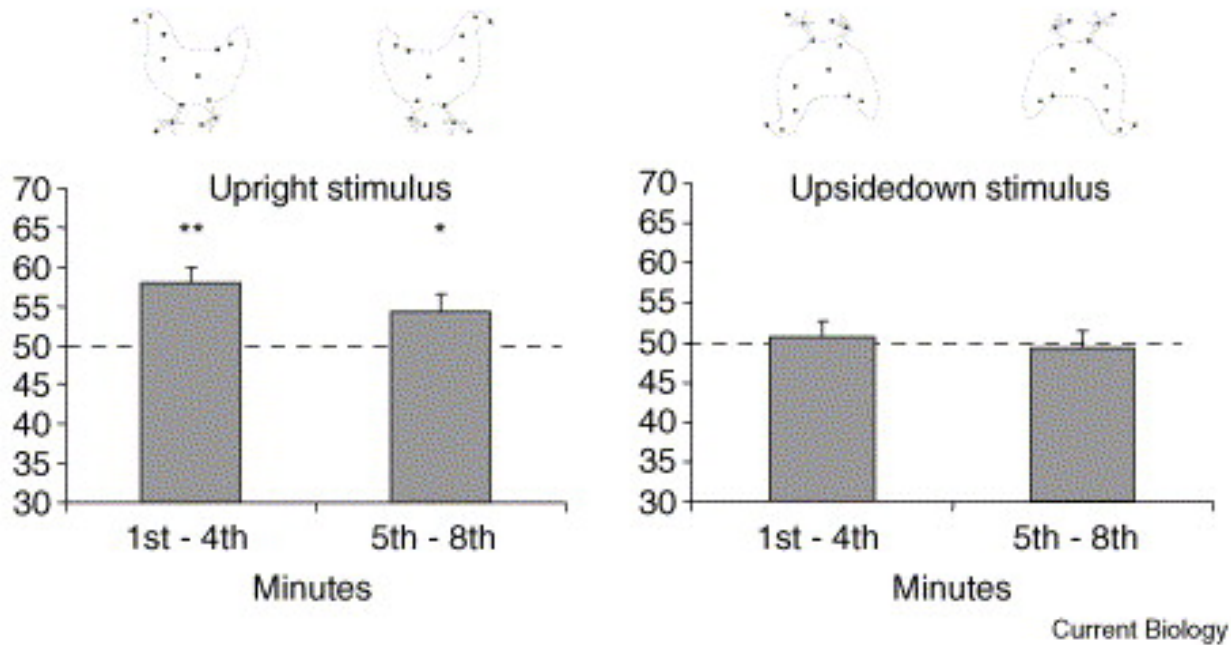 Upright stimulus
70
65
60
55
50
45
40
35
30
** *
1st - 4th 5th - 8th
Minutes
Upsidedown stimulus
70
65
60
55
50
45
40
35
30
1st - 4th 5th - 8th
Minutes
Current Biology